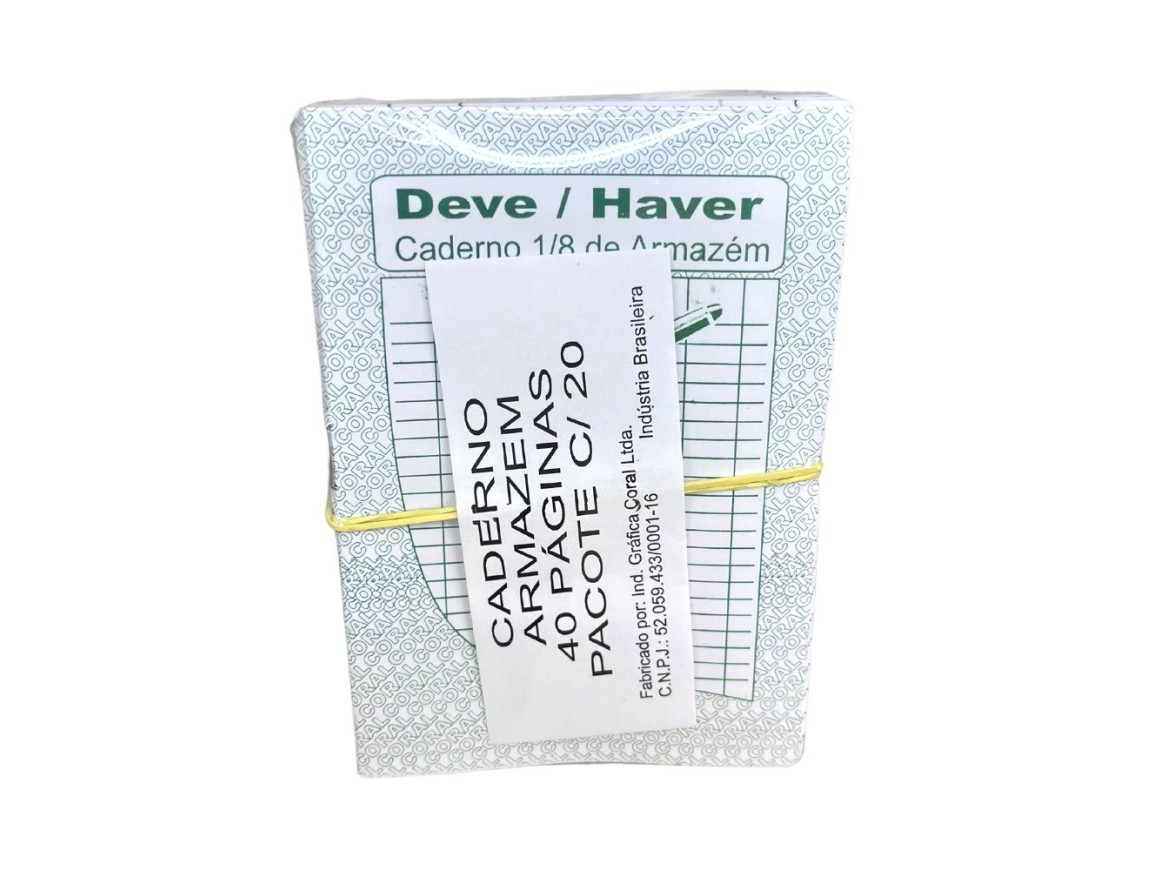 Deve / Haver
Caderno 1/8 de Armazém
CADERNO
ARMAZEM
40 PÁGINAS
PACOTE C/ 20
Fabricado por: Ind. Gráfica Coral Ltda.
C.N.P.J.: 52.059.433/0001-16 Indústria Brasileira
CORAL